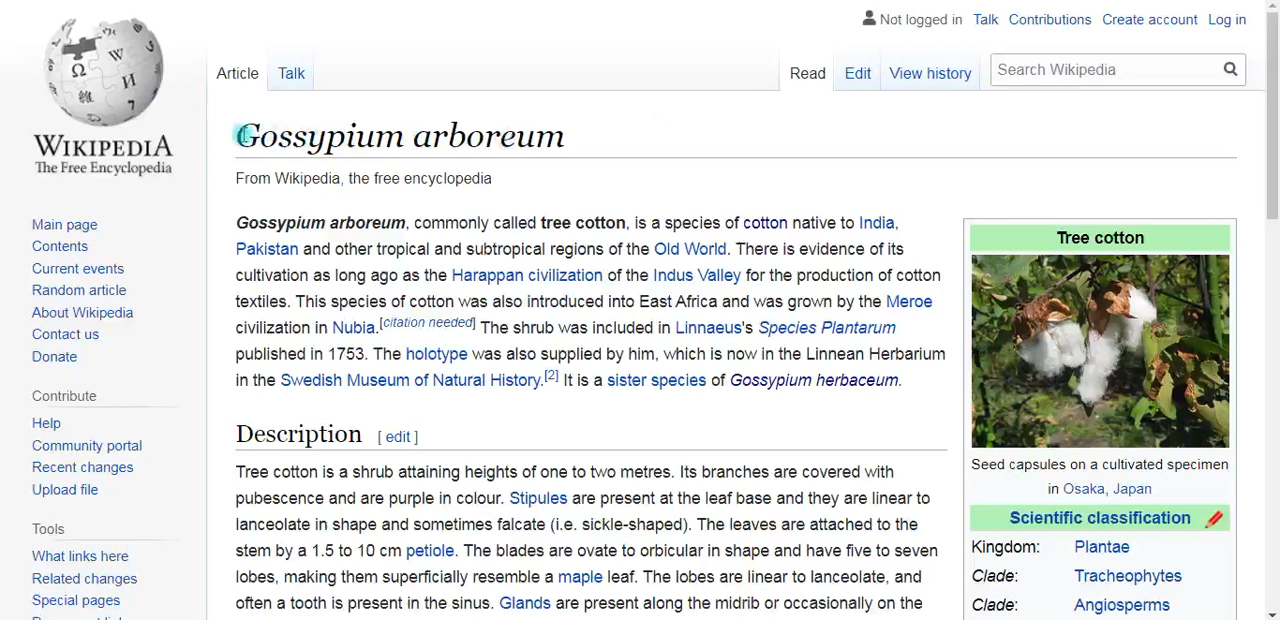 Not logged in Talk Contributions Create account Log in
Article Talk Read Edit View history Search Wikipedia
WIKIPEDIA
The Free Encyclopedia
Main page
Contents
Current events
Random article
About Wikipedia
Contact us
Donate
Contribute
Help
Community portal
Recent changes
Upload file
Tools
What links here
Related changes
Special pages
Gossypium arboreum
From Wikipedia, the free encyclopedia
Gossypium arboreum, commonly called tree cotton, is a species of cotton native to India,
Pakistan and other tropical and subtropical regions of the Old World. There is evidence of its
cultivation as long ago as the Harappan civilization of the Indus Valley for the production of cotton
textiles. This species of cotton was also introduced into East Africa and was grown by the Meroe
civilization in Nubia.[citation needed] The shrub was included in Linnaeus's Species Plantarum
published in 1753. The holotype was also supplied by him, which is now in the Linnean Herbarium
in the Swedish Museum of Natural History.[2] It is a sister species of Gossypium herbaceum.
Description [ edit ]
Tree cotton is a shrub attaining heights of one to two metres. Its branches are covered with
pubescence and are purple in colour. Stipules are present at the leaf base and they are linear to
lanceolate in shape and sometimes falcate (i.e. sickle-shaped). The leaves are attached to the
stem by a 1.5 to 10 cm petiole. The blades are ovate to orbicular in shape and have five to seven
lobes, making them superficially resemble a maple leaf. The lobes are linear to lanceolate, and
often a tooth is present in the sinus. Glands are present along the midrib or occasionally on the
Tree cotton
Seed capsules on a cultivated specimen
in Osaka, Japan
Scientific classification
Kingdom: Plantae
Clade: Tracheophytes
Clade: Angiosperms